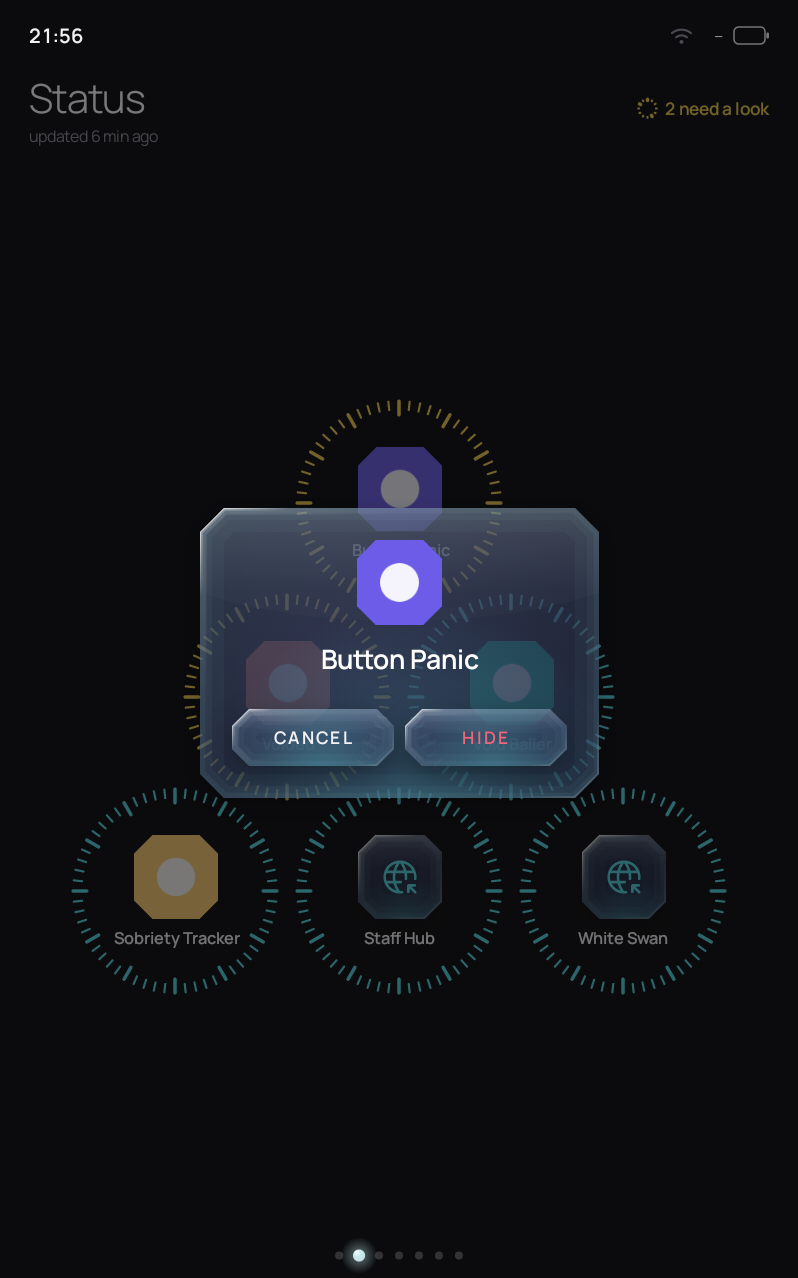 21:56
Status
2 need a look
updated 6 min ago
Button Panic
CANCEL
HIDE
Sobriety Tracker
Staff Hub
White Swan